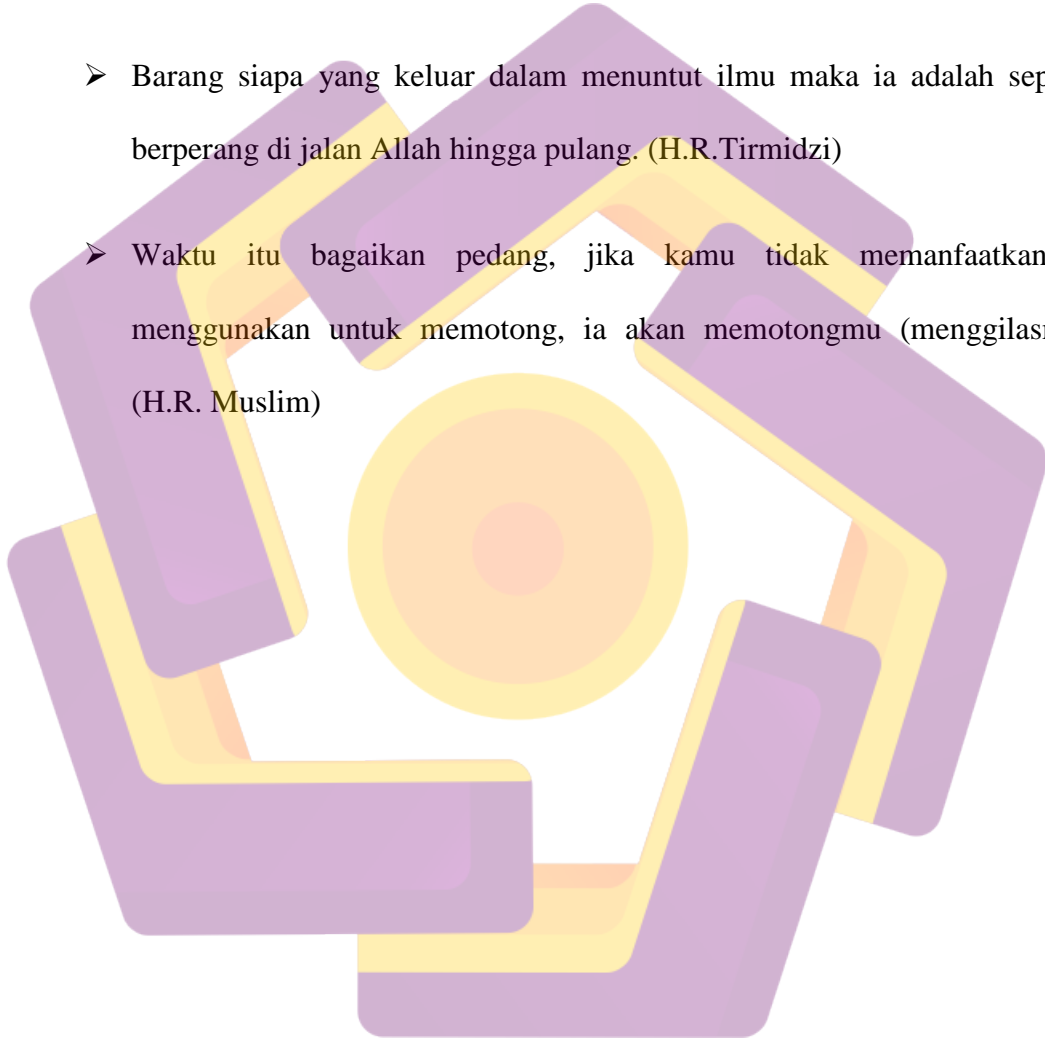 ➢ Barang siapa yang keluar dalam menuntut ilmu maka ia adalah sep
berperang di jalan Allah hingga pulang. (H.R.Tirmidzi)
➢ Waktu itu bagaikan pedang, jika kamu tidak memanfaatkan
menggunakan untuk memotong, ia akan memotongmu (menggilas
(H.R. Muslim)